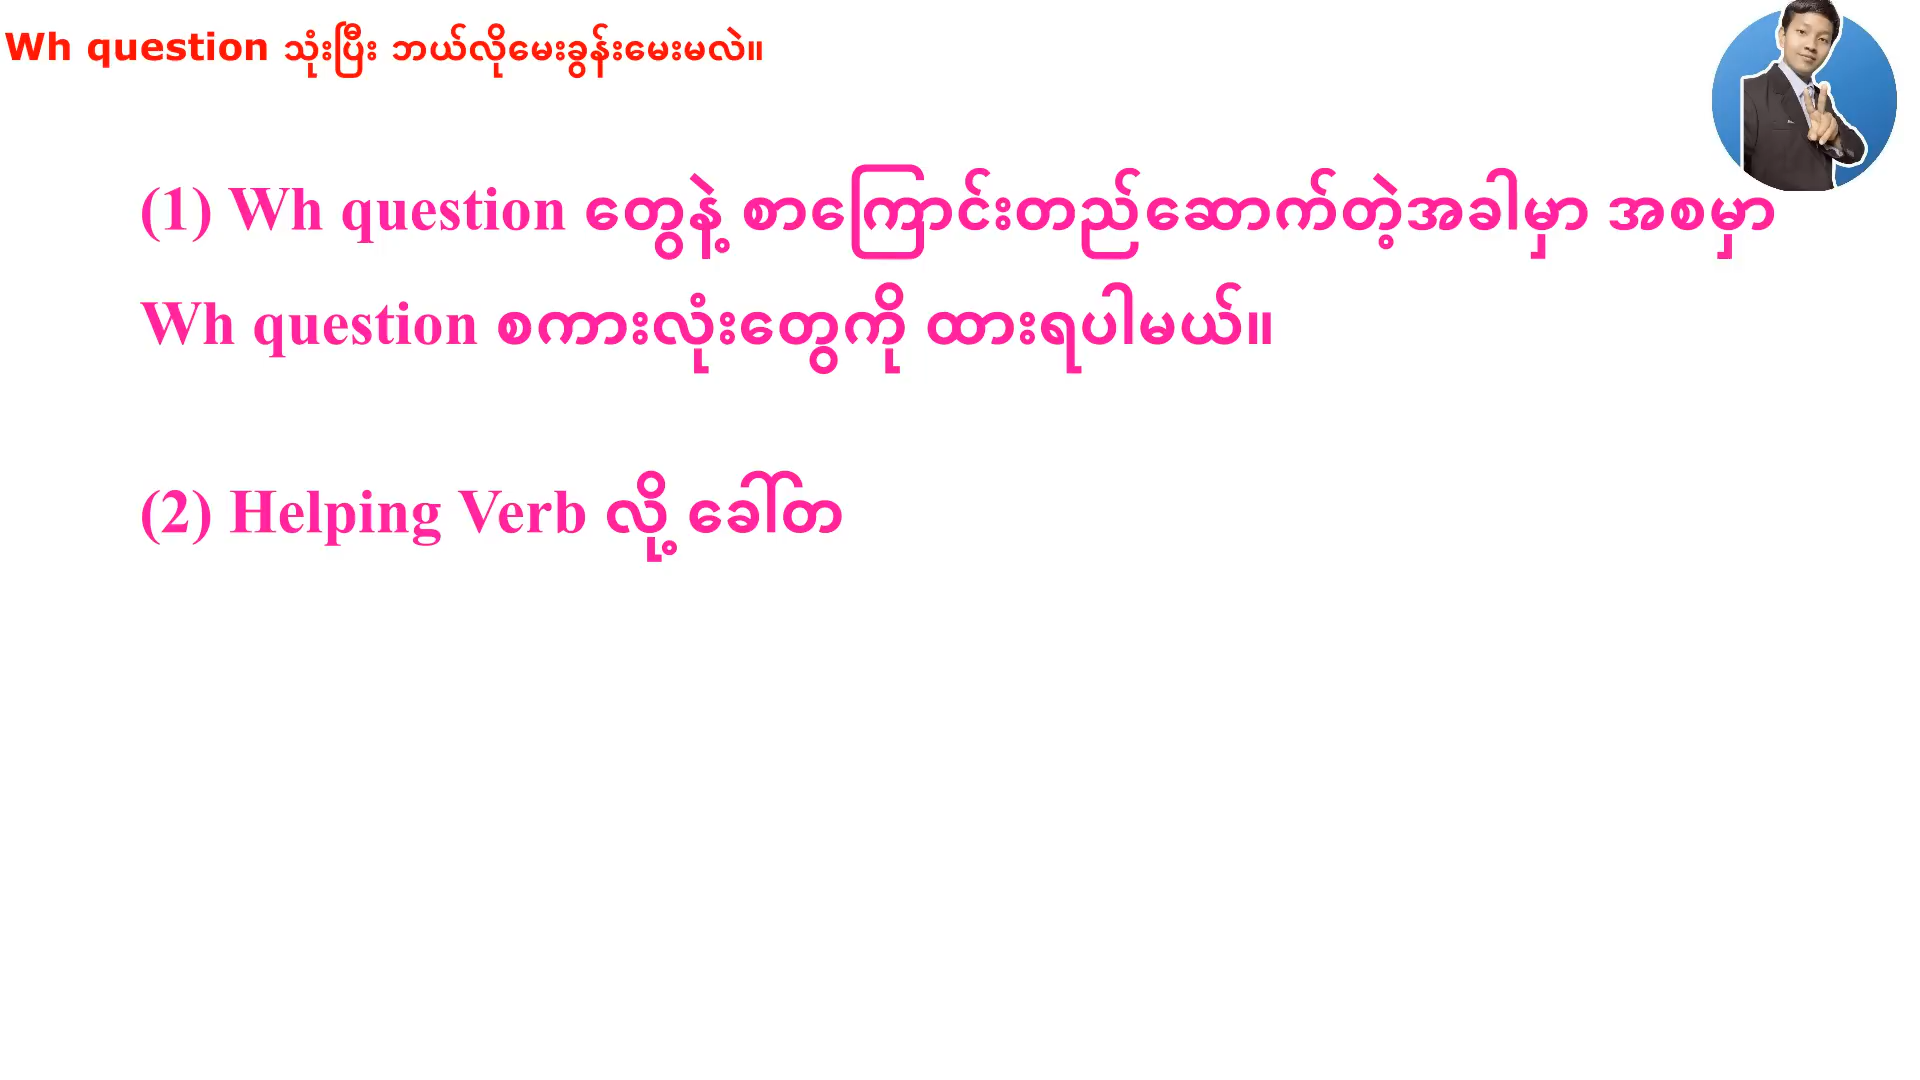 Wh question သုံးပြီး ဘယ်လိုမေးခွန်းမေးမလဲ။
(1) Wh question တွေနဲ့ စာကြောင်းတည်ဆောက်တဲ့အခါမှာ အစမှာ
Wh question စကားလုံးတွေကို ထားရပါမယ်။
(2) Helping Verb လို့ ခေါ်တ